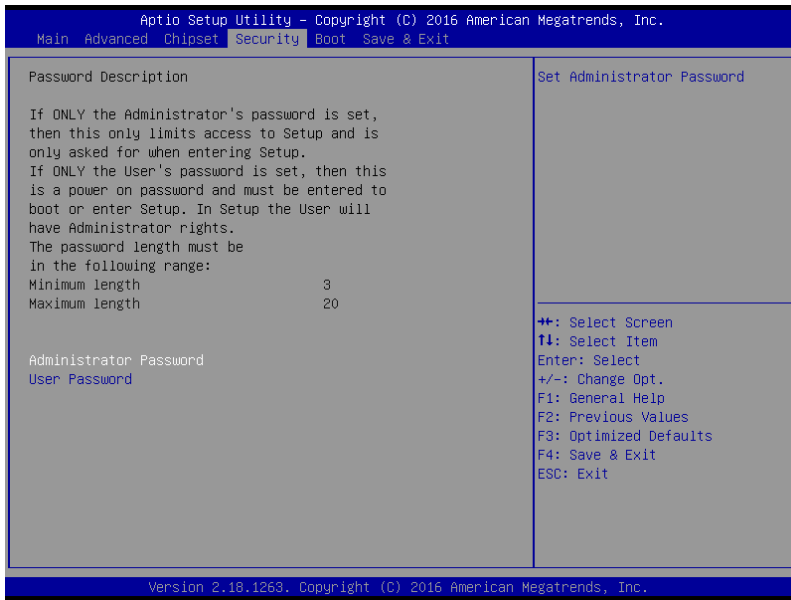 Aptio Setup Utility – Copyright (C) 2016 American Megatrends, Inc.
Main Advanced Chipset Security Boot Save & Exit
Password Description
If ONLY the Administrator's password is set,
then this only limits access to Setup and is
only asked for when entering Setup.
If ONLY the User's password is set, then this
is a power on password and must be entered to
boot or enter Setup. In Setup the User will
have Administrator rights.
The password length must be
in the following range:
Minimum length 3
Maximum length 20
Administrator Password
User Password
Set Administrator Password
→←: Select Screen
↑↓: Select Item
Enter: Select
+/-: Change Opt.
F1: General Help
F2: Previous Values
F3: Optimized Defaults
F4: Save & Exit
ESC: Exit
Version 2.18.1263. Copyright (C) 2016 American Megatrends, Inc.